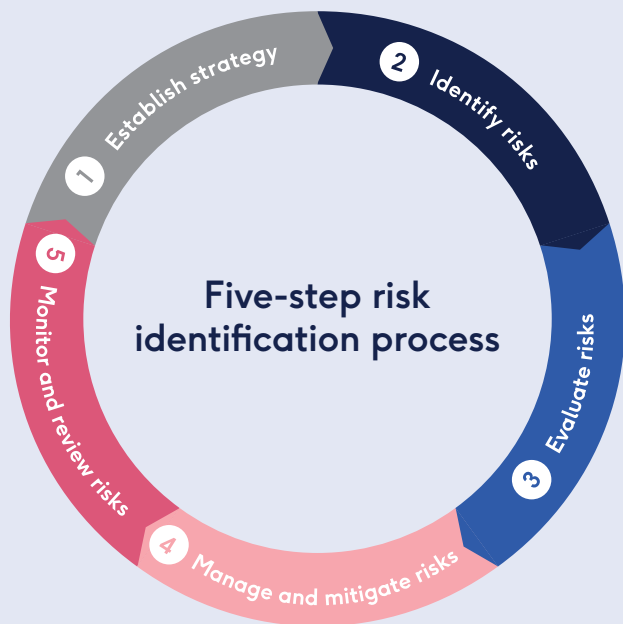 Five-step risk
identification process
1 Establish strategy
2 Identify risks
3 Evaluate risks
4 Manage and mitigate risks
5 Monitor and review risks